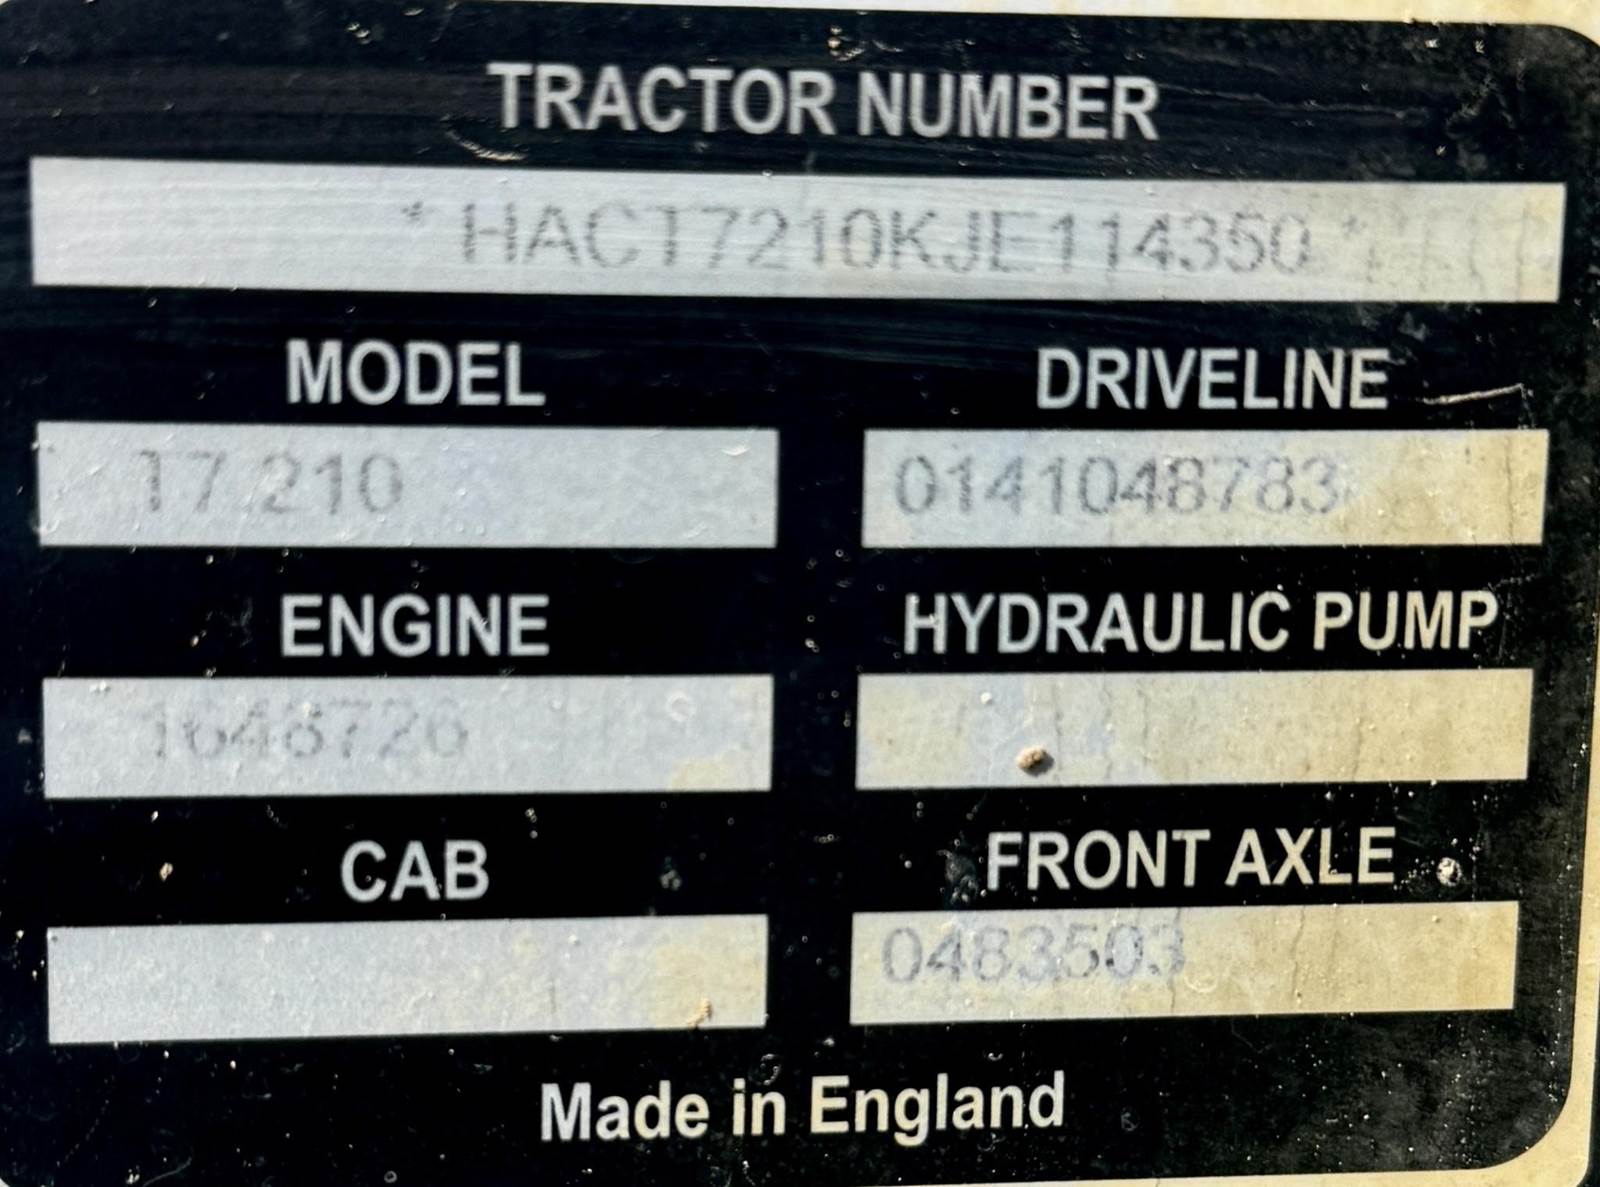 TRACTOR NUMBER
*HACT7210KJE114350*
MODEL DRIVELINE
T7.210 0141048783
ENGINE HYDRAULIC PUMP
1648726
CAB FRONT AXLE
0483503
Made in England